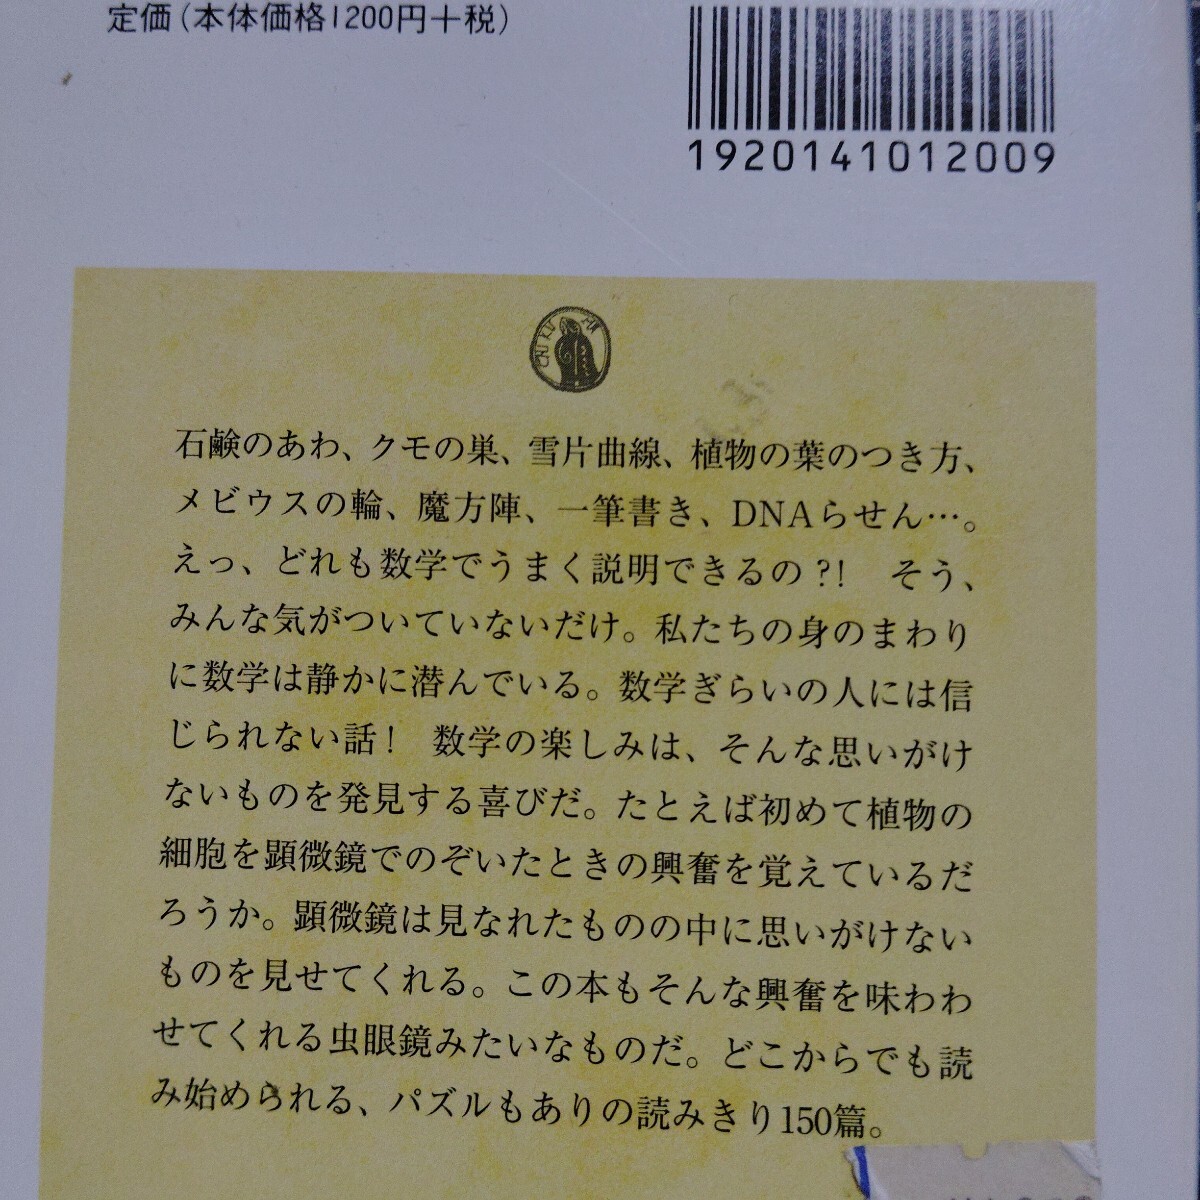 定価(本体価格1200円+税)
1920141012009
石鹸のあわ、クモの巣、雪片曲線、植物の葉のつき方、
メビウスの輪、魔方陣、一筆書き、DNAらせん…。
えっ、どれも数学でうまく説明できるの?!　そう、
みんな気がついていないだけ。私たちの身のまわり
に数学は静かに潜んでいる。数学ぎらいの人には信
じられない話!　数学の楽しみは、そんな思いがけ
ないものを発見する喜びだ。たとえば初めて植物の
細胞を顕微鏡でのぞいたときの興奮を覚えているだ
ろうか。顕微鏡は見なれたものの中に思いがけない
ものを見せてくれる。この本もそんな興奮を味わわ
せてくれる虫眼鏡みたいなものだ。どこからでも読
み始められる、パズルもありの読みきり150篇。